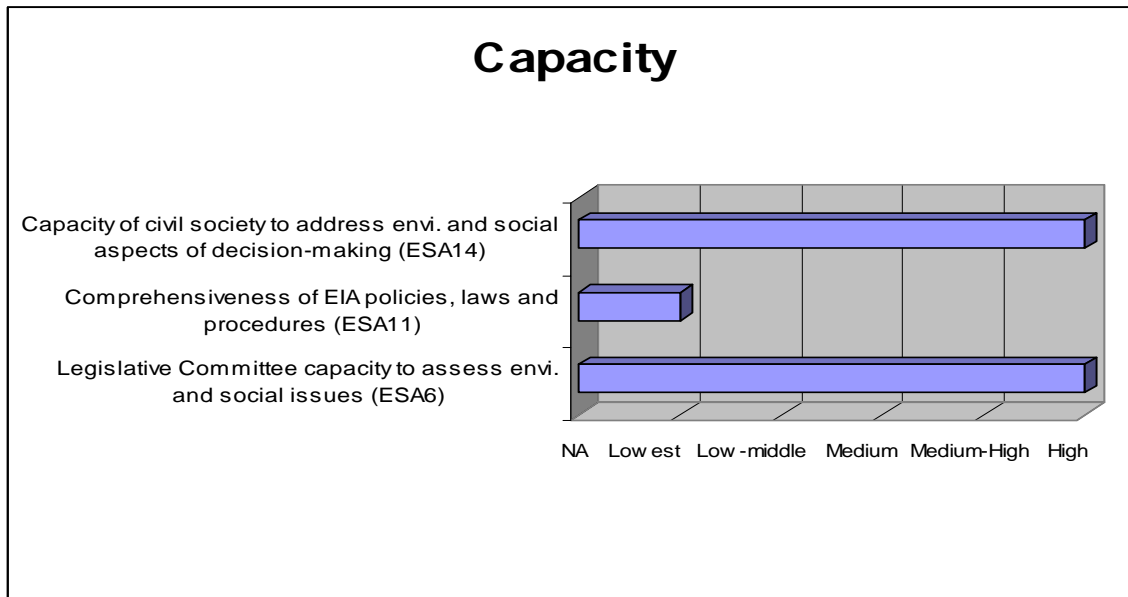 Capacity
Capacity of civil society to address envi. and social
aspects of decision-making (ESA14)
Comprehensiveness of EIA policies, laws and
procedures (ESA11)
Legislative Committee capacity to assess envi.
and social issues (ESA6)
NA Lowest Low-middle Medium Medium-High High